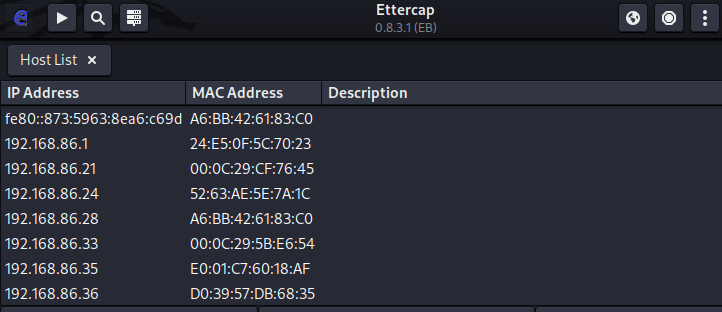 Ettercap
0.8.3.1 (EB)
Host List ×
IP Address MAC Address Description
fe80::873:5963:8ea6:c69d A6:BB:42:61:83:C0
192.168.86.1 24:E5:0F:5C:70:23
192.168.86.21 00:0C:29:CF:76:45
192.168.86.24 52:63:AE:5E:7A:1C
192.168.86.28 A6:BB:42:61:83:C0
192.168.86.33 00:0C:29:5B:E6:54
192.168.86.35 E0:01:C7:60:18:AF
192.168.86.36 D0:39:57:DB:68:35